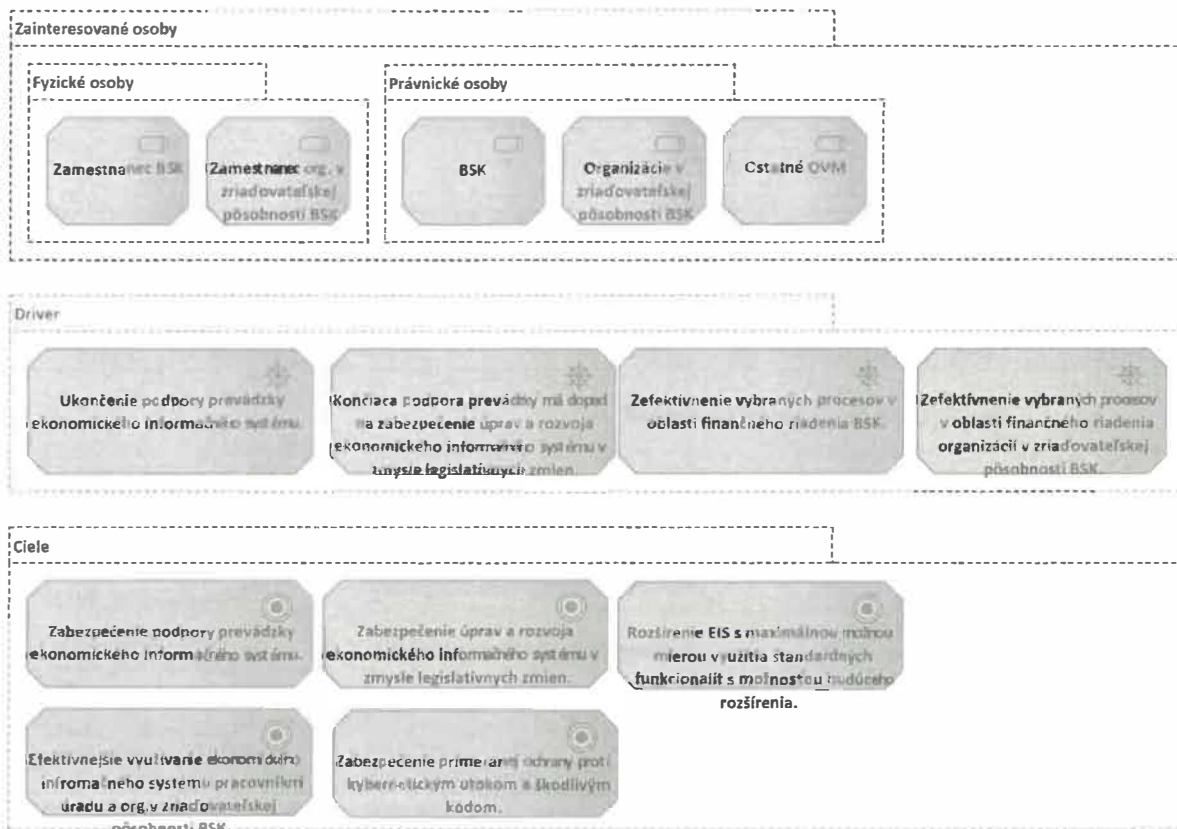 Zainteresované osoby
Fyzické osoby
Zamestnanec BSK
Zamestnanec org. v
zriaďovateľskej
pôsobnosti BSK
Právnické osoby
BSK
Organizácie v
zriaďovateľskej
pôsobnosti BSK
Ostatné OVM
Driver
Ukončenie podpory prevádzky
ekonomického informačného systému.
Končiaca podpora prevádzky má dopad
na zabezpečenie úprav a rozvoja
ekonomického informačného systému v
zmysle legislatívnych zmien.
Zefektívnenie vybraných procesov v
oblasti finančného riadenia BSK.
Zefektívnenie vybraných procesov
v oblasti finančného riadenia
organizácií v zriaďovateľskej
pôsobnosti BSK.
Ciele
Zabezpečenie podpory prevádzky
ekonomického informačného systému.
Zabezpečenie úprav a rozvoja
ekonomického informačného systému v
zmysle legislatívnych zmien.
Rozšírenie EIS s maximálnou možnou
mierou využitia štandardných
funkcionalít s možnosťou budúceho
rozšírenia.
Efektívnejšie využívanie ekonomického
infromačného systému pracovníkmi
úradu a org.v zriaďovateľskej
pôsobnosti BSK.
Zabezpečenie primeranej ochrany proti
kybernetickým útokom a škodlivým
kódom.